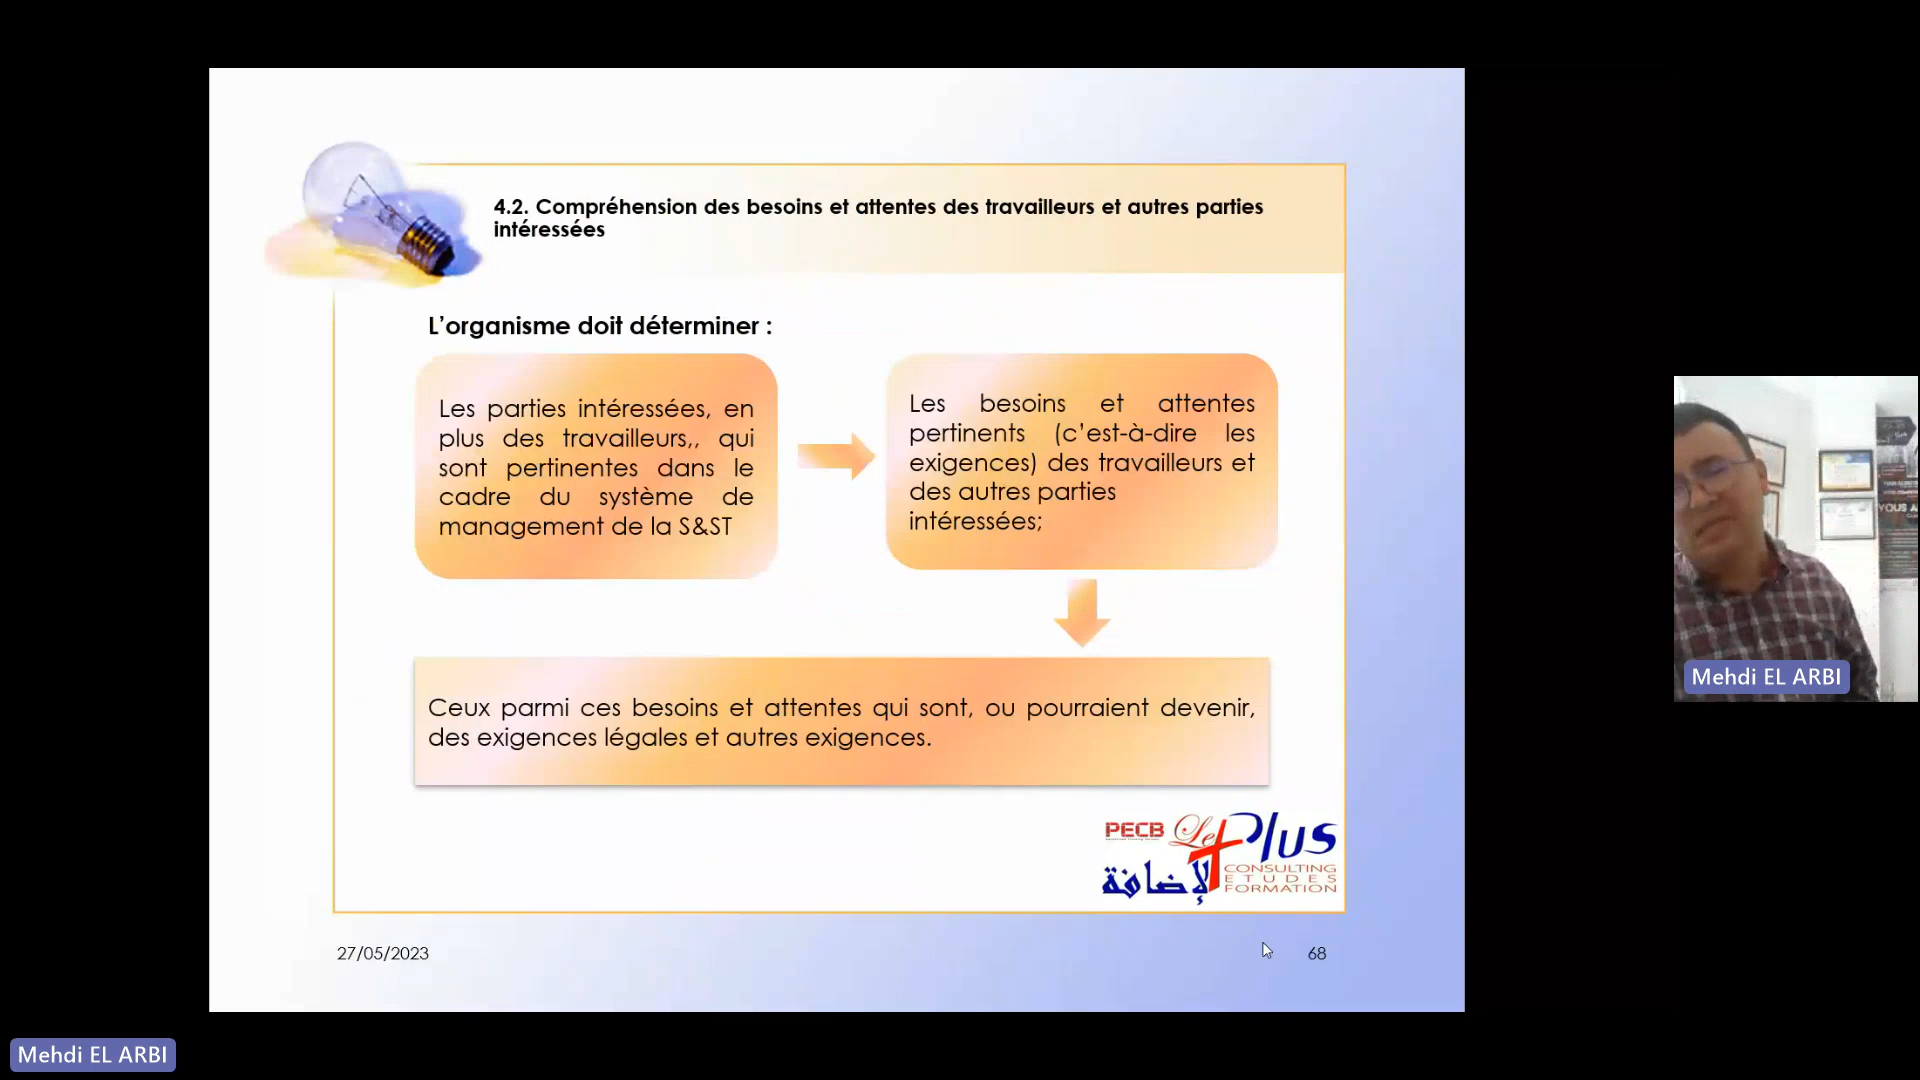 4.2. Compréhension des besoins et attentes des travailleurs et autres parties
intéressées
L’organisme doit déterminer :
Les parties intéressées, en
plus des travailleurs,, qui
sont pertinentes dans le
cadre du système de
management de la S&ST
Les besoins et attentes
pertinents (c’est-à-dire les
exigences) des travailleurs et
des autres parties
intéressées;
Ceux parmi ces besoins et attentes qui sont, ou pourraient devenir,
des exigences légales et autres exigences.
PECB Le Plus
الإضافة
CONSULTING
ETUDES
FORMATION
27/05/2023
68
YOUS A
Mehdi EL ARBI
Mehdi EL ARBI